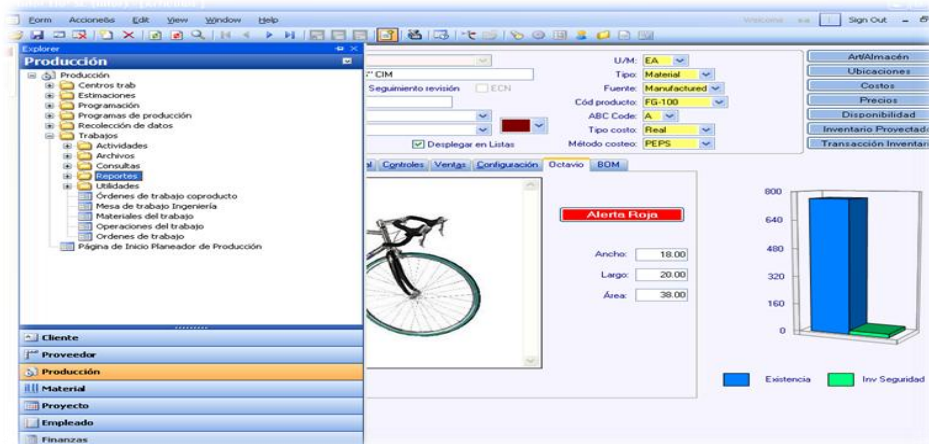 Form Accione8s Edit View Window Help
Welcome
Sign Out
Explorer
Producción
Producción
Centros trab
Estimaciones
Programación
Programas de producción
Recolección de datos
Trabajos
Actividades
Archivos
Consultas
Reportes
Utilidades
Órdenes de trabajo coproducto
Mesa de trabajo Ingeniería
Materiales del trabajo
Operaciones del trabajo
Ordenes de trabajo
Página de Inicio Planeador de Producción
Cliente
Proveedor
Producción
Material
Proyecto
Empleado
Finanzas
CIM
Seguimiento revisión ECN
Desplegar en Listas
U/M: EA
Tipo: Material
Fuente: Manufactured
Cód producto: FG-100
ABC Code: A
Tipo costo: Real
Método costeo: PEPS
Art/Almacén
Ubicaciones
Costos
Precios
Disponibilidad
Inventario Proyectado
Transacción Inventari
Controles Ventas Configuración Octavio BOM
Alerta Roja
Ancho: 18.00
Largo: 20.00
Área: 38.00
800
640
480
320
160
0
Existencia Inv Seguridad